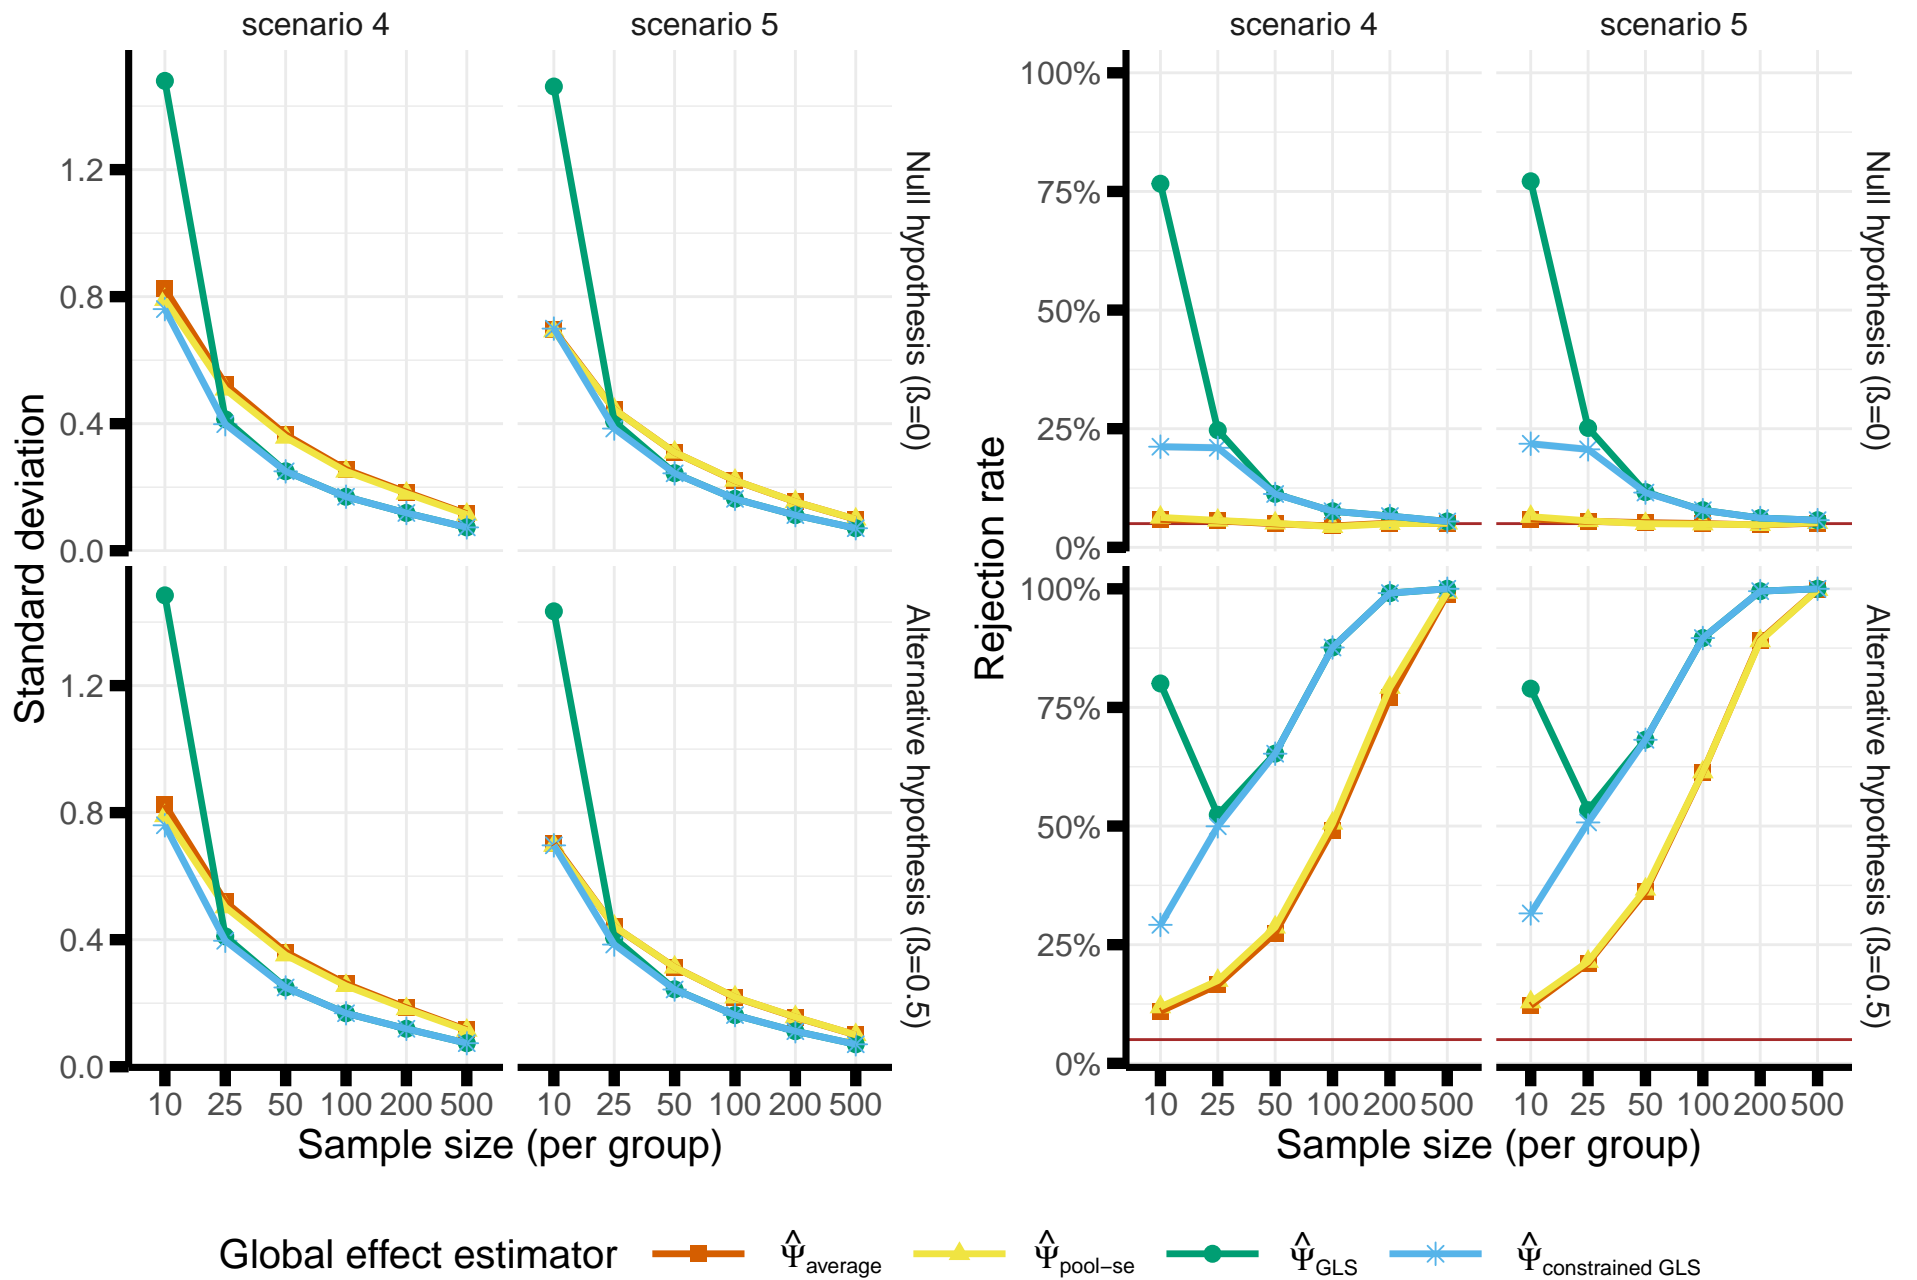 scenario 4 scenario 5 scenario 4 scenario 5
Standard deviation
1.2
0.8
0.4
0.0
Null hypothesis (ß=0)
1.2
0.8
0.4
0.0
Alternative hypothesis (ß=0.5)
10 25 50 100 200 500 10 25 50 100 200 500
Sample size (per group)
Rejection rate
100%
75%
50%
25%
0%
Null hypothesis (ß=0)
100%
75%
50%
25%
0%
Alternative hypothesis (ß=0.5)
10 25 50 100 200 500 10 25 50 100 200 500
Sample size (per group)
Global effect estimator Ψ̂average Ψ̂pool−se Ψ̂GLS Ψ̂constrained GLS